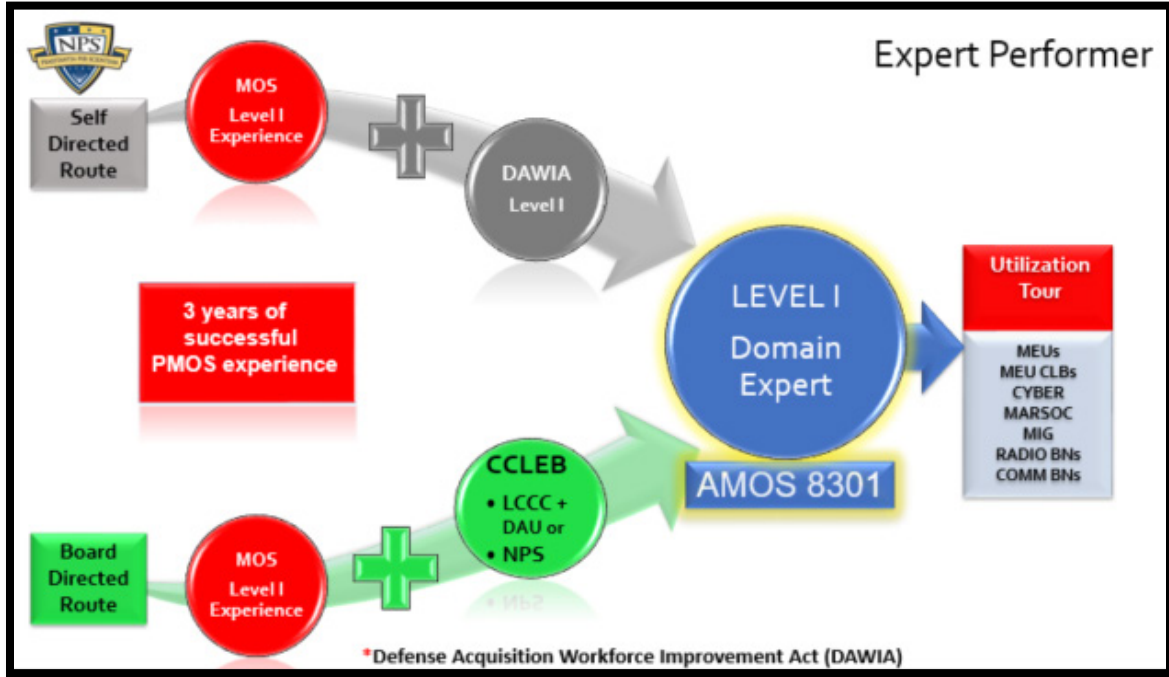 NPS
Expert Performer
Self
Directed
Route
MOS
Level I
Experience
DAWIA
Level I
3 years of
successful
PMOS experience
LEVEL I
Domain
Expert
AMOS 8301
Utilization
Tour
MEUs
MEU CLBs
CYBER
MARSOC
MIG
RADIO BNs
COMM BNs
Board
Directed
Route
MOS
Level I
Experience
CCLEB
• LCCC +
DAU or
• NPS
*Defense Acquisition Workforce Improvement Act (DAWIA)